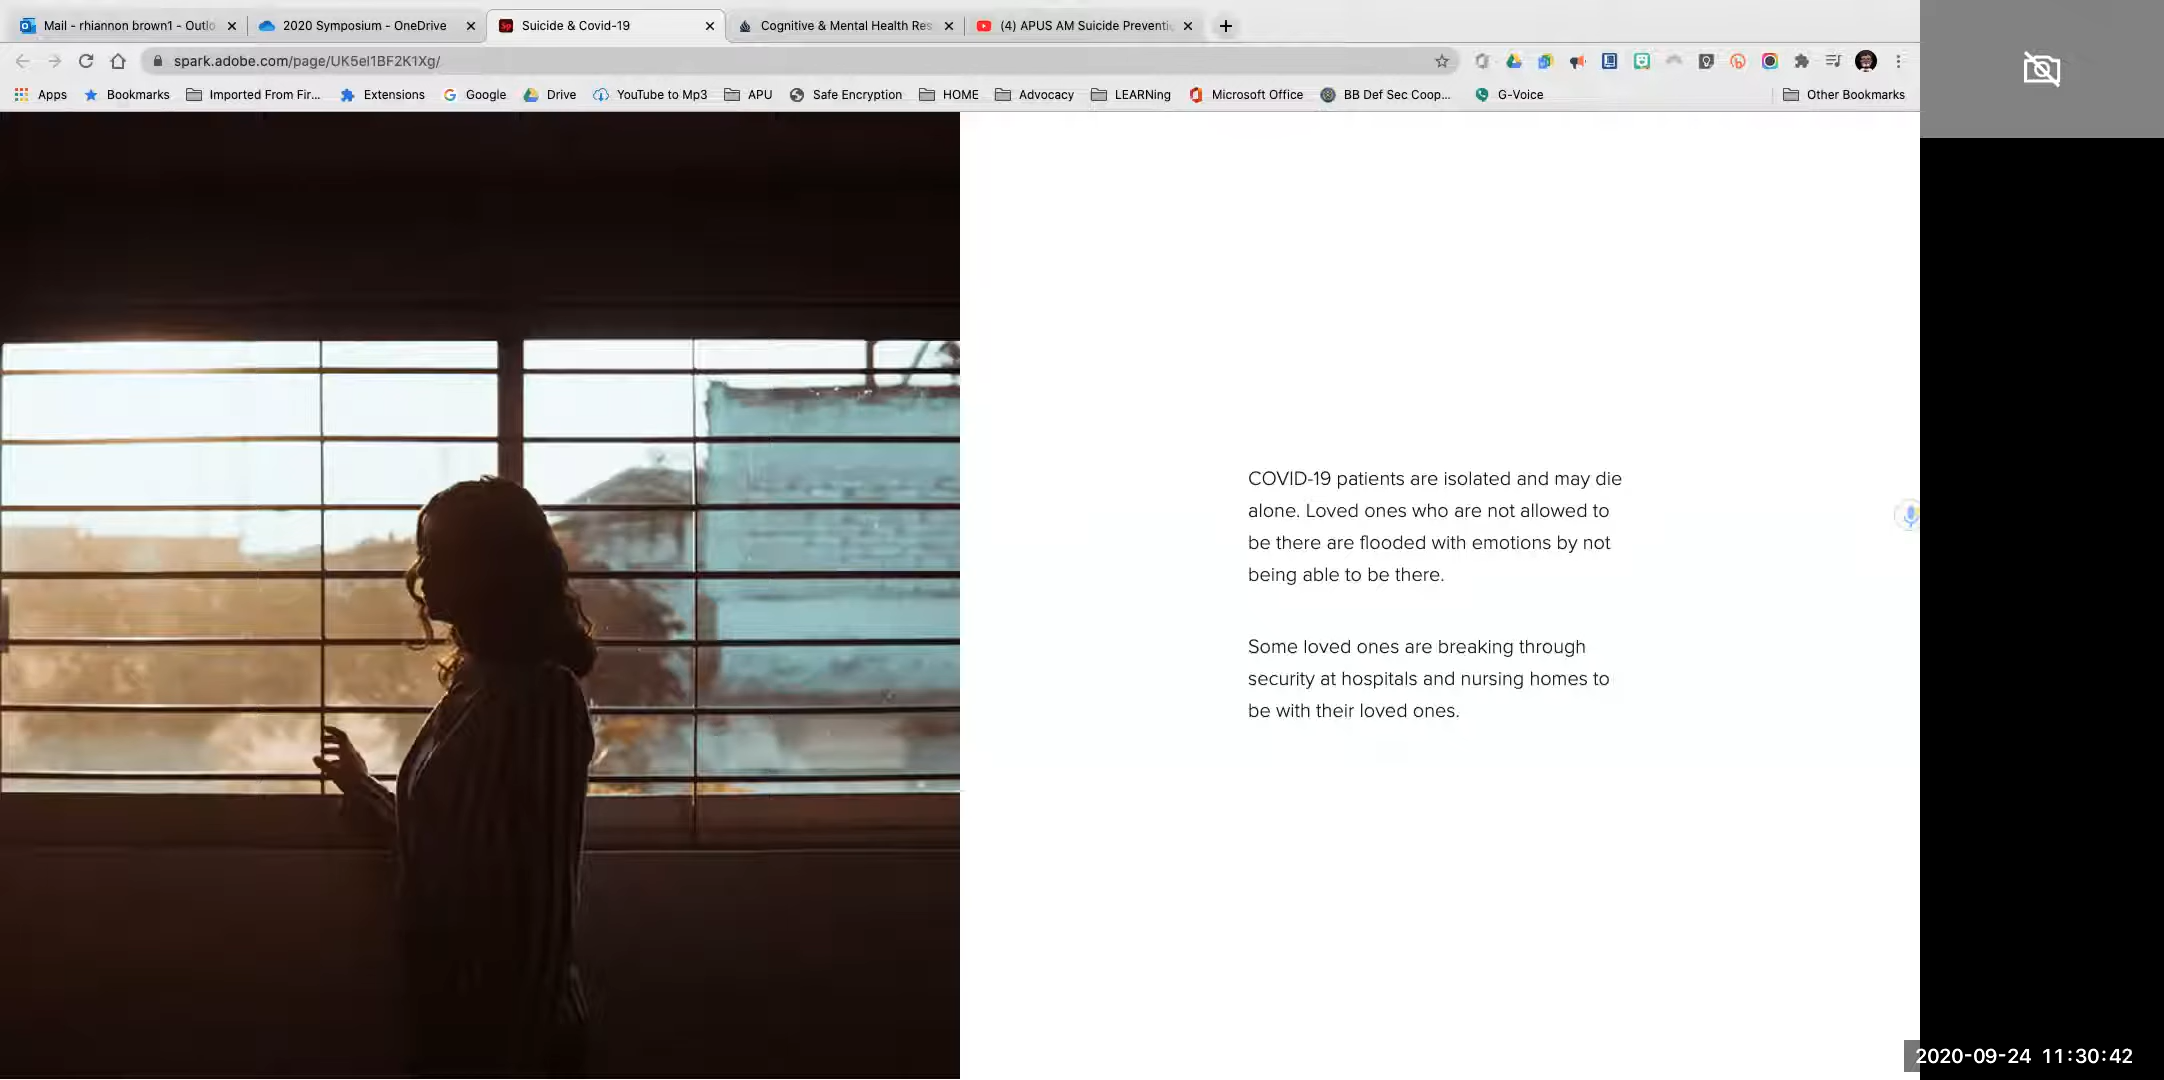 Mail - rhiannon brown1 - Outlo
2020 Symposium - OneDrive
Suicide & Covid-19
Cognitive & Mental Health Res
(4) APUS AM Suicide Preventi
spark.adobe.com/page/UK5eI1BF2K1Xg/
Apps
Bookmarks
Imported From Fir...
Extensions
Google
Drive
YouTube to Mp3
APU
Safe Encryption
HOME
Advocacy
LEARNing
Microsoft Office
BB Def Sec Coop...
G-Voice
Other Bookmarks
COVID-19 patients are isolated and may die
alone. Loved ones who are not allowed to
be there are flooded with emotions by not
being able to be there.
Some loved ones are breaking through
security at hospitals and nursing homes to
be with their loved ones.
2020-09-24 11:30:42